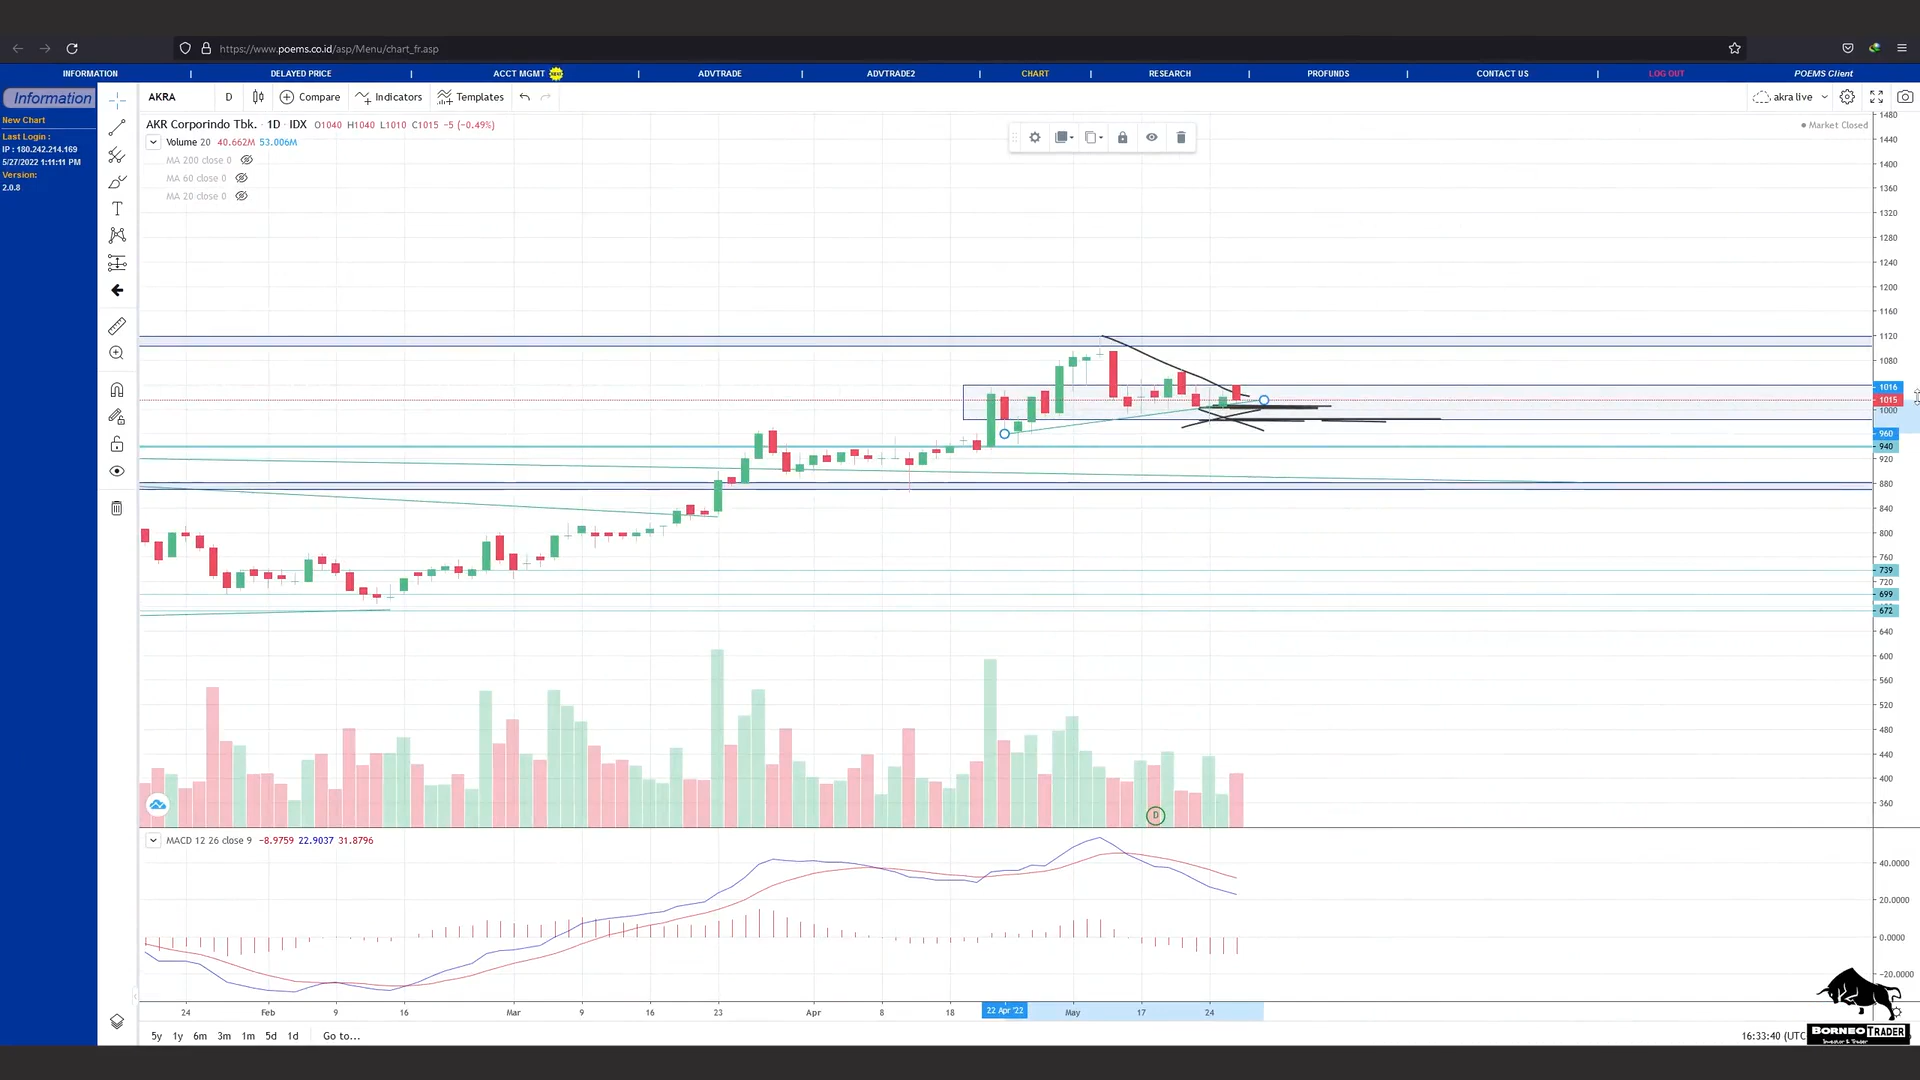 https://www.poems.co.id/asp/Menu/chart_fr.asp
INFORMATION | DELAYED PRICE | ACCT MGMT | ADVTRADE | ADVTRADE2 | CHART | RESEARCH | PROFUNDS | CONTACT US | LOG OUT POEMS Client
Information
New Chart
Last Login :
IP : 180.242.214.169
5/27/2022 1:11:11 PM
Version:
2.0.8
AKRA D Compare Indicators Templates akra live
AKR Corporindo Tbk. · 1D · IDX O1040 H1040 L1010 C1015 -5 (-0.49%)
Market Closed
Volume 20 40.662M 53.006M
MA 200 close 0
MA 60 close 0
MA 20 close 0
1480
1440
1400
1360
1320
1280
1240
1200
1160
1120
1080
1016
1015
1000
960
940
920
880
840
800
760
739
720
699
672
640
600
560
520
480
440
400
360
D
MACD 12 26 close 9 -8.9759 22.9037 31.8796
40.0000
20.0000
0.0000
-20.0000
24 Feb 9 16 Mar 9 16 23 Apr 8 18 22 Apr '22 May 17 24
5y 1y 6m 3m 1m 5d 1d Go to...
16:33:40 (UTC
BORNEO TRADER
Investor & Trader